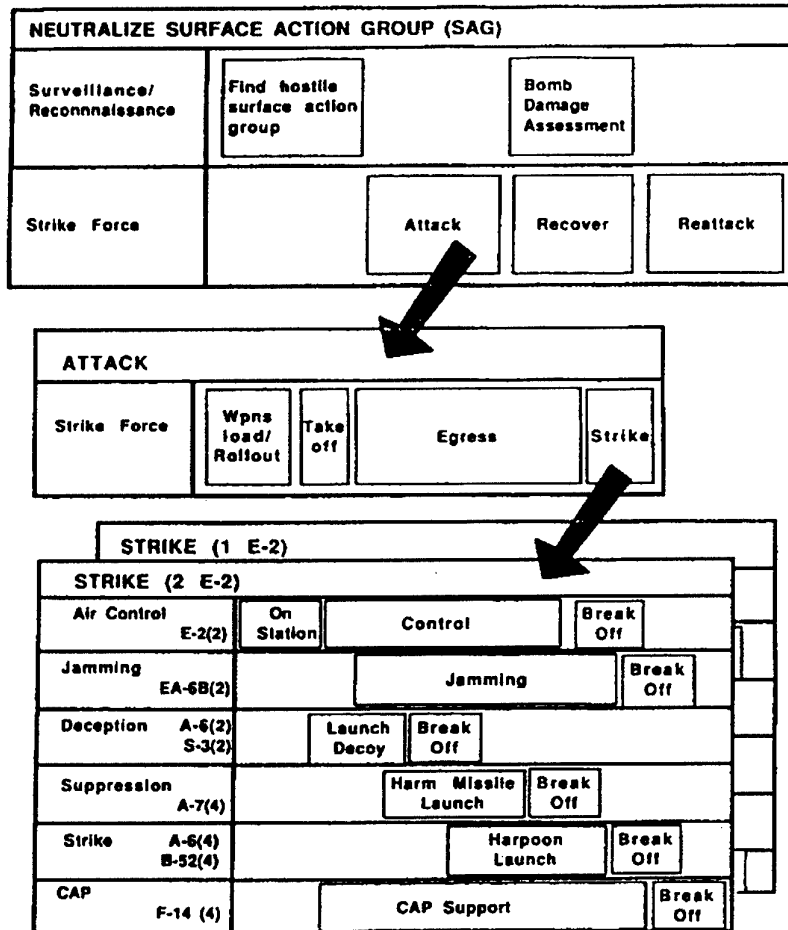 NEUTRALIZE SURFACE ACTION GROUP (SAG)
Surveillance/
Reconnnaissance
Find hostile
surface action
group
Bomb
Damage
Assessment
Strike Force
Attack
Recover
Reattack
ATTACK
Strike Force
Wpns
load/
Rollout
Take
off
Egress
Strike
STRIKE (1 E-2)
STRIKE (2 E-2)
Air Control
E-2(2)
On
Station
Control
Break
Off
Jamming
EA-6B(2)
Jamming
Break
Off
Deception A-6(2)
S-3(2)
Launch
Decoy
Break
Off
Suppression
A-7(4)
Harm Missile
Launch
Break
Off
Strike A-6(4)
B-52(4)
Harpoon
Launch
Break
Off
CAP
F-14 (4)
CAP Support
Break
Off